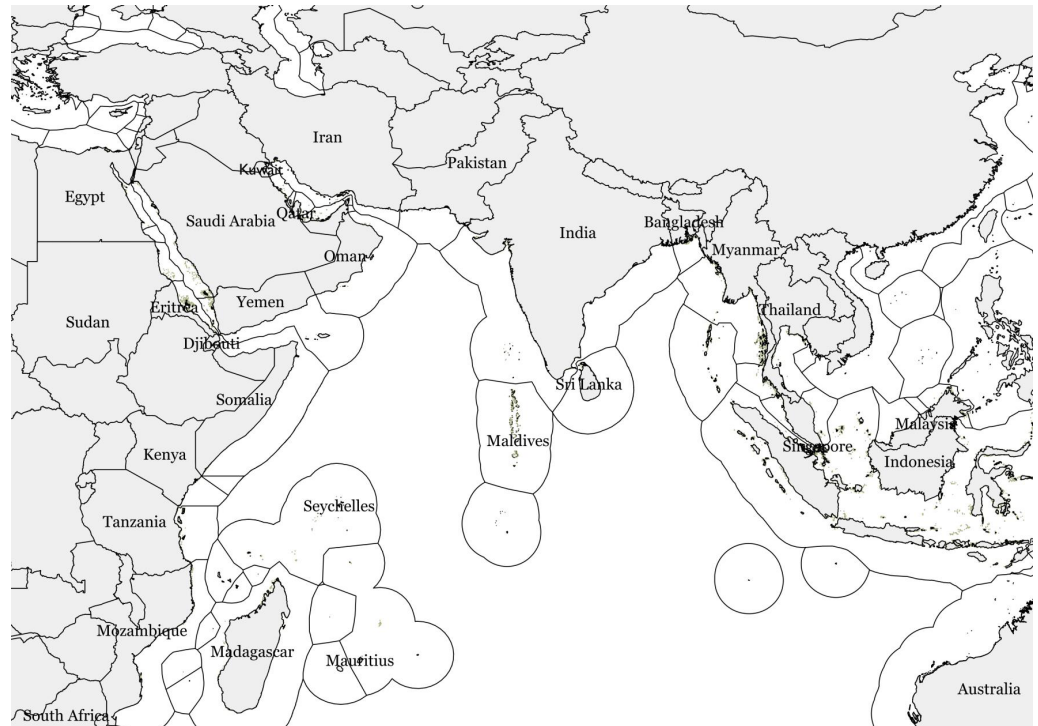 Iran
Kuwait
Pakistan
Egypt
Qatar
Saudi Arabia
Bangladesh
India
Myanmar
Oman
Yemen
Eritrea
Thailand
Sudan
Djibouti
Sri Lanka
Somalia
Malaysia
Maldives
Singapore
Kenya
Indonesia
Seychelles
Tanzania
Mozambique
Madagascar
Mauritius
Australia
South Africa